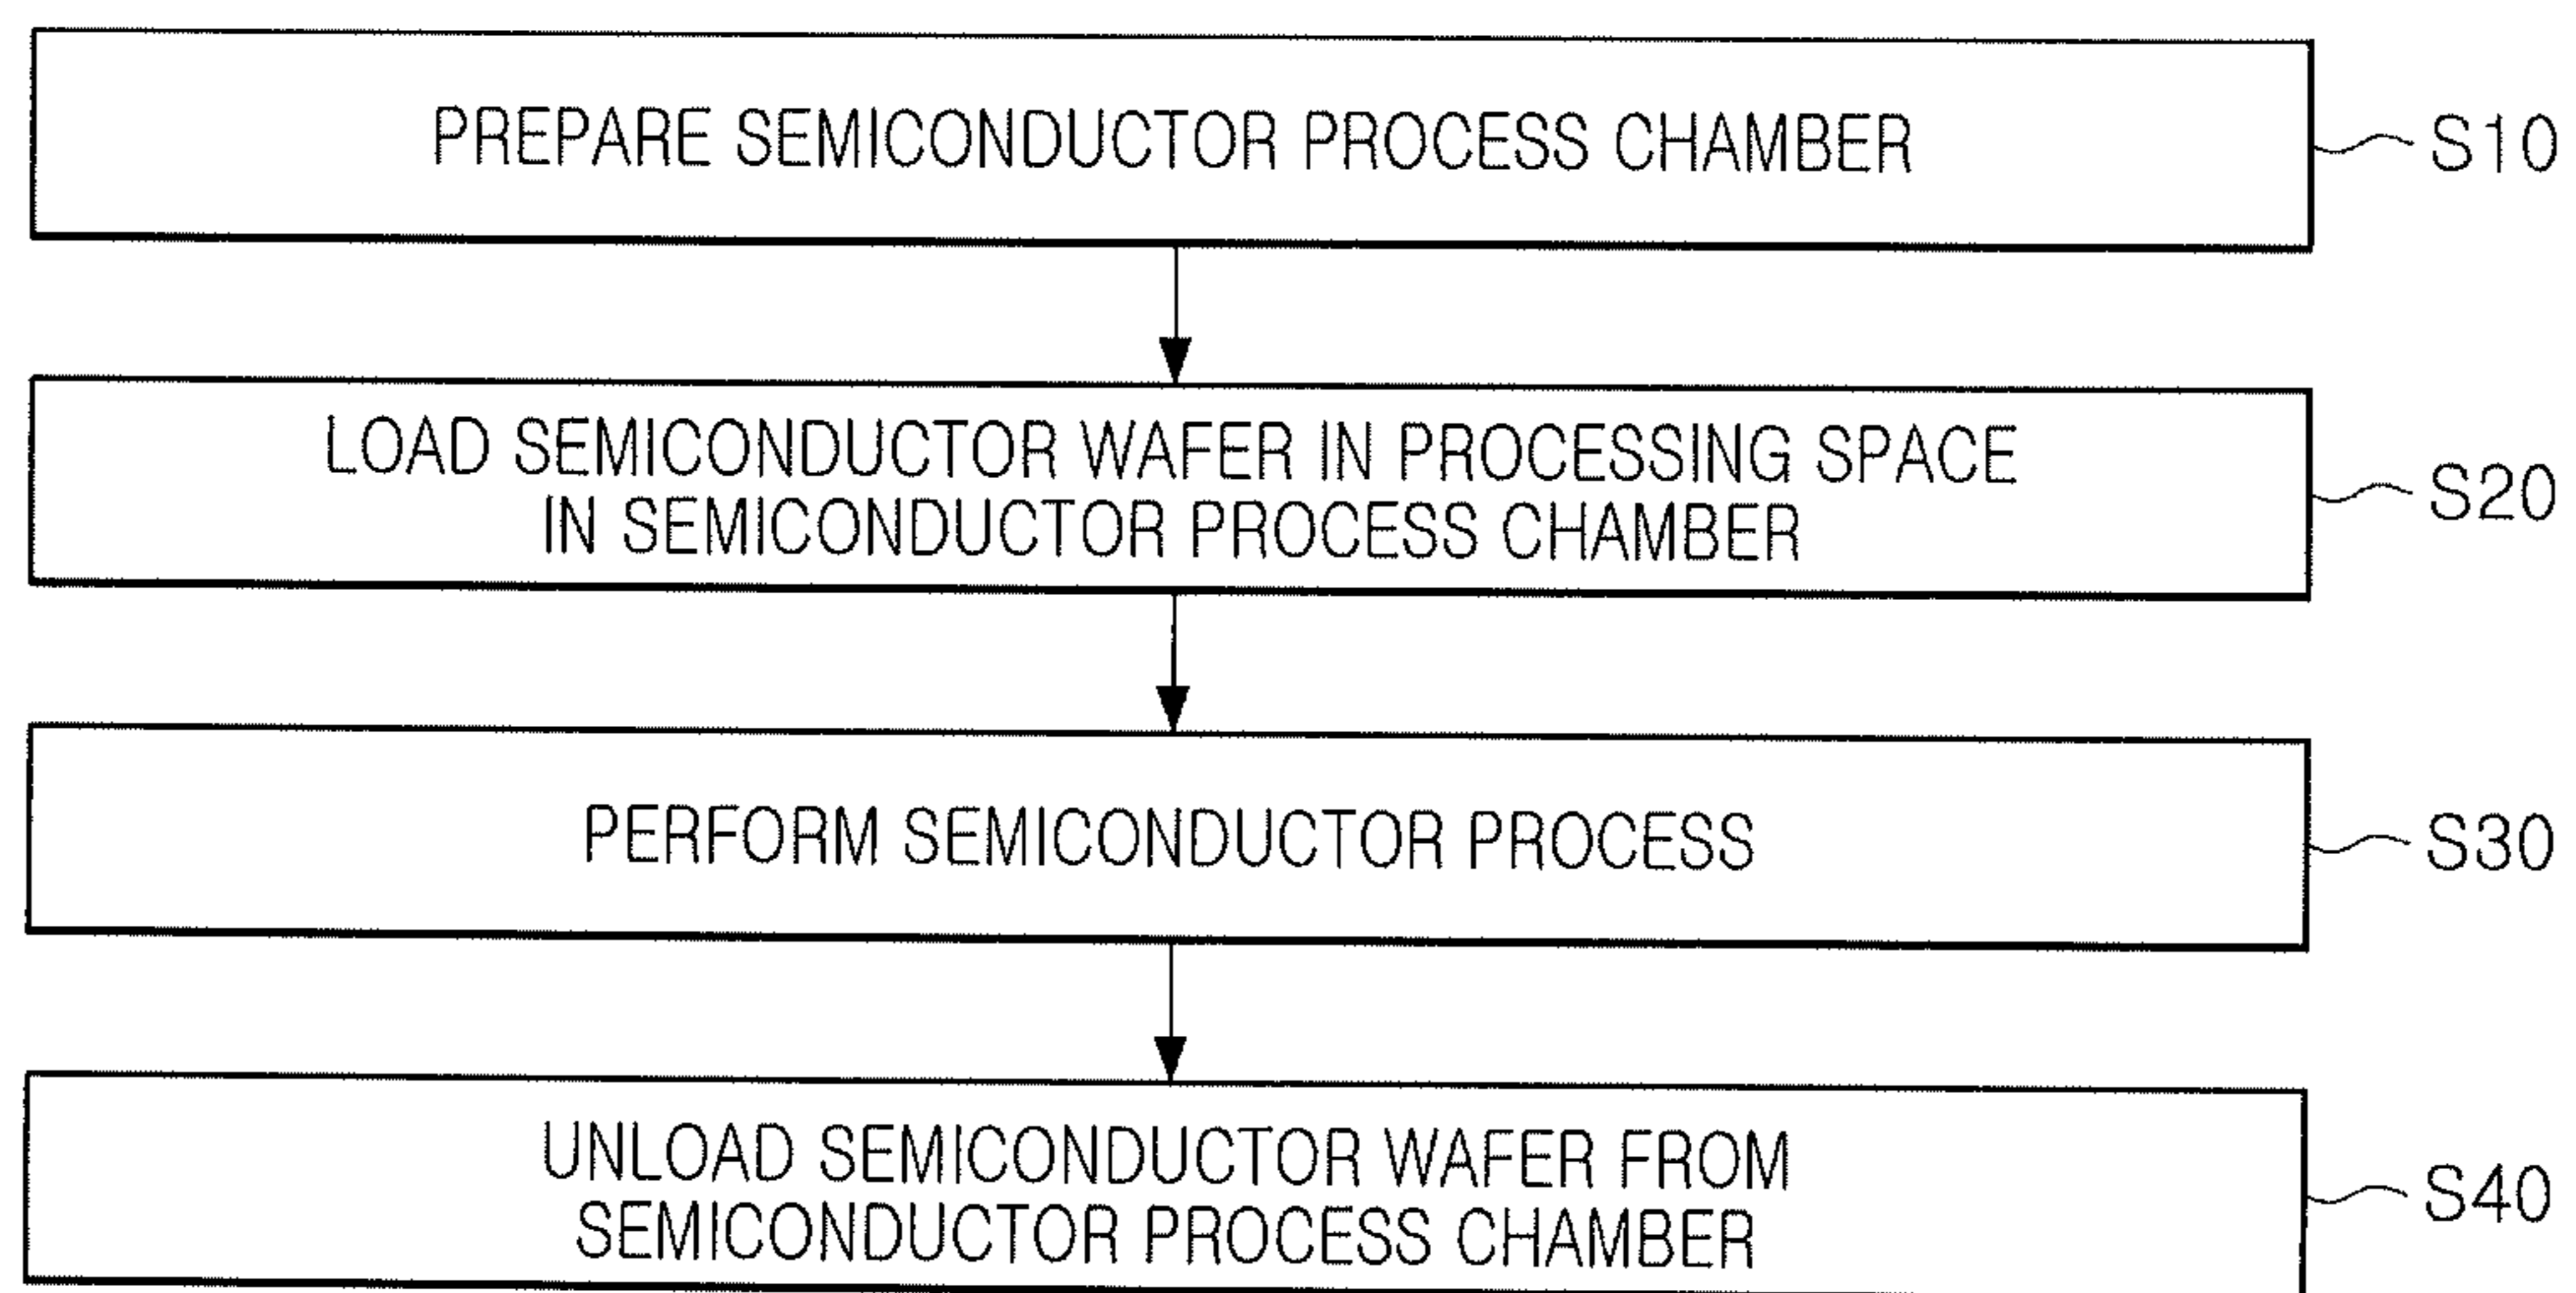 PREPARE SEMICONDUCTOR PROCESS CHAMBER
S10
LOAD SEMICONDUCTOR WAFER IN PROCESSING SPACE
IN SEMICONDUCTOR PROCESS CHAMBER
S20
PERFORM SEMICONDUCTOR PROCESS
S30
UNLOAD SEMICONDUCTOR WAFER FROM
SEMICONDUCTOR PROCESS CHAMBER
S40